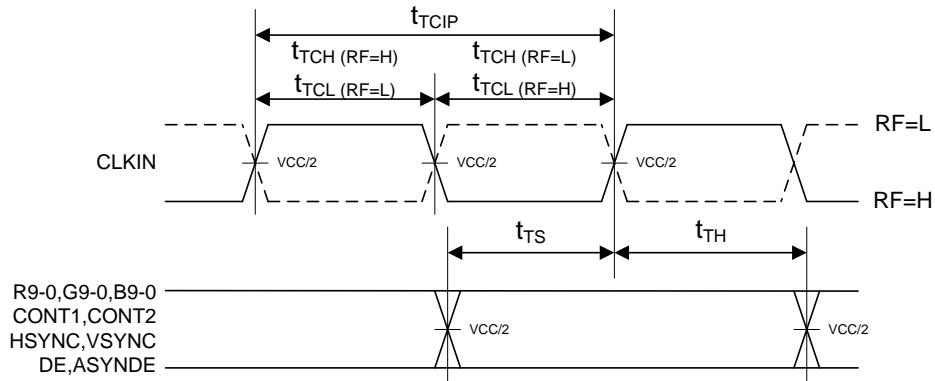 tTCIP
tTCH (RF=H) tTCH (RF=L)
tTCL (RF=L) tTCL (RF=H)
RF=L
CLKIN VCC/2 VCC/2 VCC/2
RF=H
tTS tTH
R9-0,G9-0,B9-0
CONT1,CONT2
VCC/2 VCC/2
HSYNC,VSYNC
DE,ASYNDE